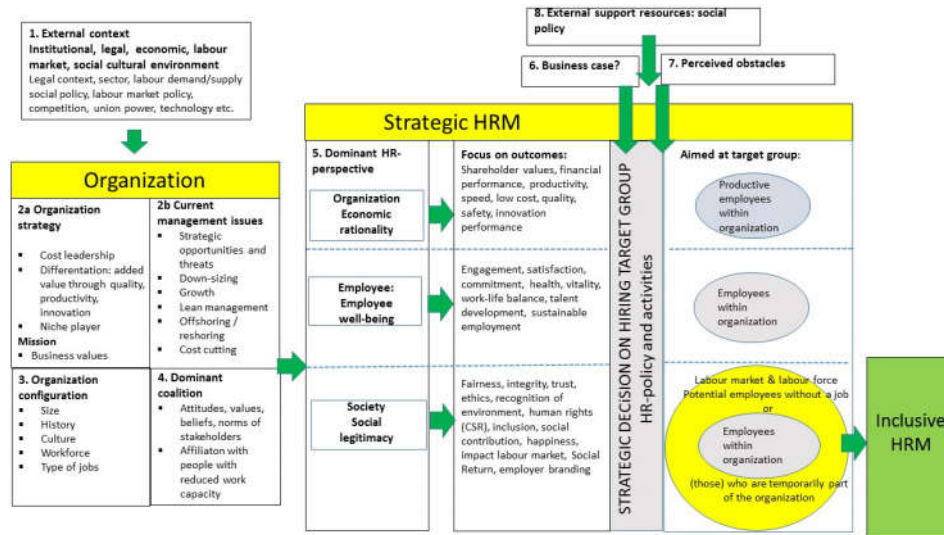 1. External context
Institutional, legal, economic, labour
market, social cultural environment
Legal context, sector, labour demand/supply
social policy, labour market policy,
competition, union power, technology etc.
8. External support resources: social
policy
6. Business case?
7. Perceived obstacles
Strategic HRM
Organization
2a Organization
strategy
▪ Cost leadership
▪ Differentation: added
value through quality,
productivity,
innovation
▪ Niche player
Mission
▪ Business values
2b Current
management issues
▪ Strategic
opportunities and
threats
▪ Down-sizing
▪ Growth
▪ Lean management
▪ Offshoring /
reshoring
▪ Cost cutting
3. Organization
configuration
▪ Size
▪ History
▪ Culture
▪ Workforce
▪ Type of jobs
4. Dominant
coalition
▪ Attitudes, values,
beliefs, norms of
stakeholders
▪ Affiliaton with
people with
reduced work
capacity
5. Dominant HR-
perspective
Organization
Economic
rationality
Employee:
Employee
well-being
Society
Social
legitimacy
Focus on outcomes:
Shareholder values, financial
performance, productivity,
speed, low cost, quality,
safety, innovation
performance
Engagement, satisfaction,
commitment, health, vitality,
work-life balance, talent
development, sustainable
employment
Fairness, integrity, trust,
ethics, recognition of
environment, human rights
(CSR), inclusion, social
contribution, happiness,
impact labour market, Social
Return, employer branding
STRATEGIC DECISION ON HIRING TARGET GROUP
HR-policy and activities
Aimed at target group:
Productive
employees
within
organization
Employees
within
organization
Labour market & labour force
Potential employees without a job
or
Employees
within
organization
(those) who are temporarily part
of the organization
Inclusive
HRM